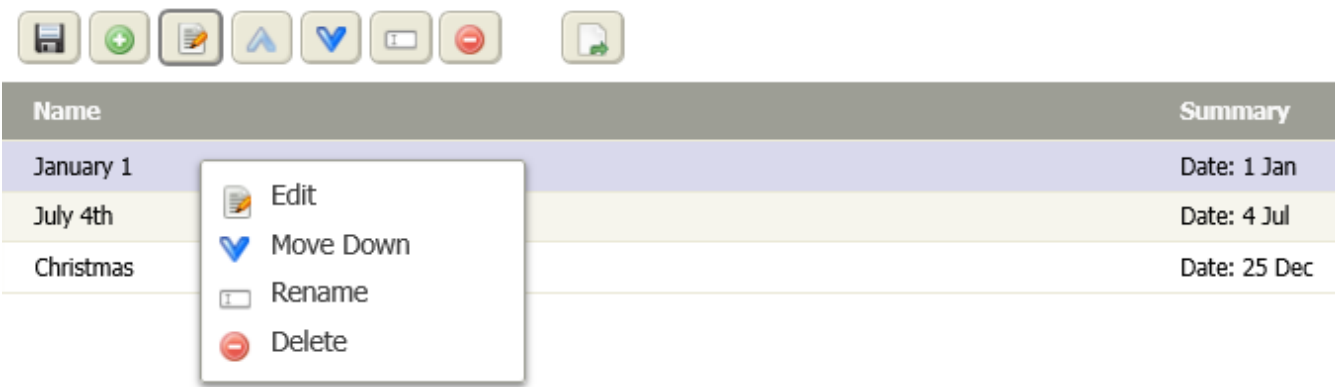 Name Summary
January 1 Date: 1 Jan
Edit
July 4th Date: 4 Jul
Move Down
Christmas Date: 25 Dec
Rename
Delete